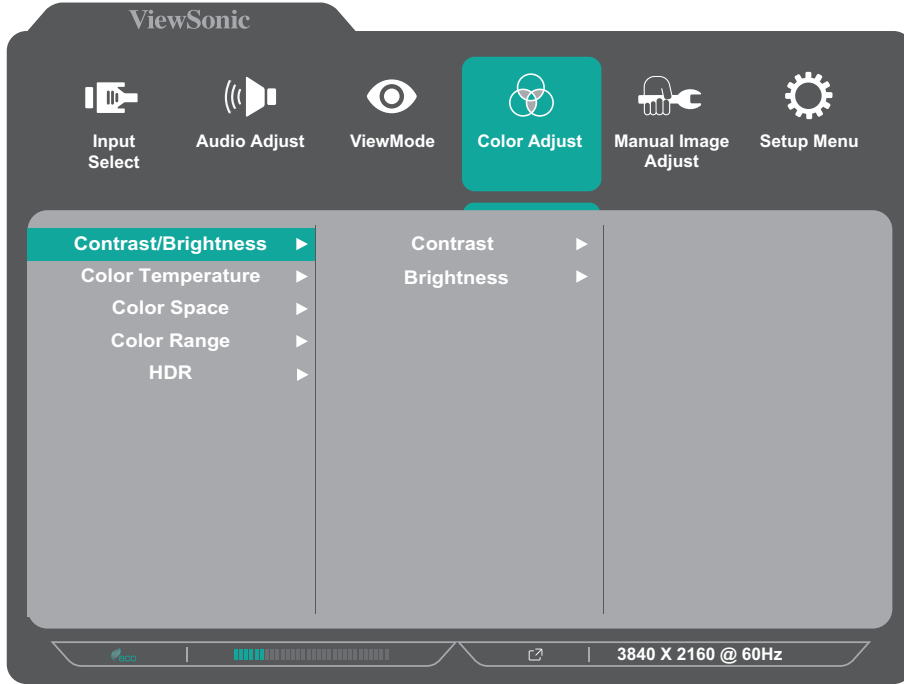 ViewSonic
Input Select
Audio Adjust
ViewMode
Color Adjust
Manual Image Adjust
Setup Menu
Contrast/Brightness
Contrast
Color Temperature
Brightness
Color Space
Color Range
HDR
eco
3840 X 2160 @ 60Hz